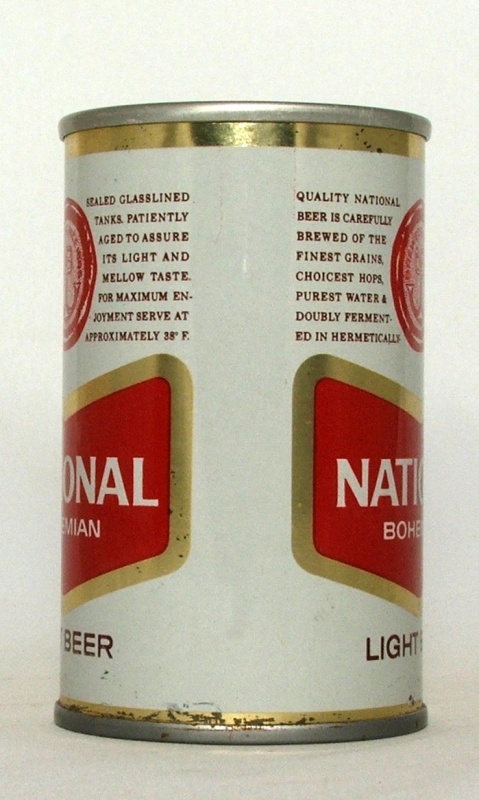 SEALED GLASSLINED
TANKS. PATIENTLY
AGED TO ASSURE
ITS LIGHT AND
MELLOW TASTE.
FOR MAXIMUM EN-
JOYMENT SERVE AT
APPROXIMATELY 38° F.
ONAL
EMIAN
BEER
QUALITY NATIONAL
BEER IS CAREFULLY
BREWED OF THE
FINEST GRAINS,
CHOICEST HOPS,
PUREST WATER &
DOUBLY FERMENT-
ED IN HERMETICALLY-
NATIO
BOHE
LIGHT